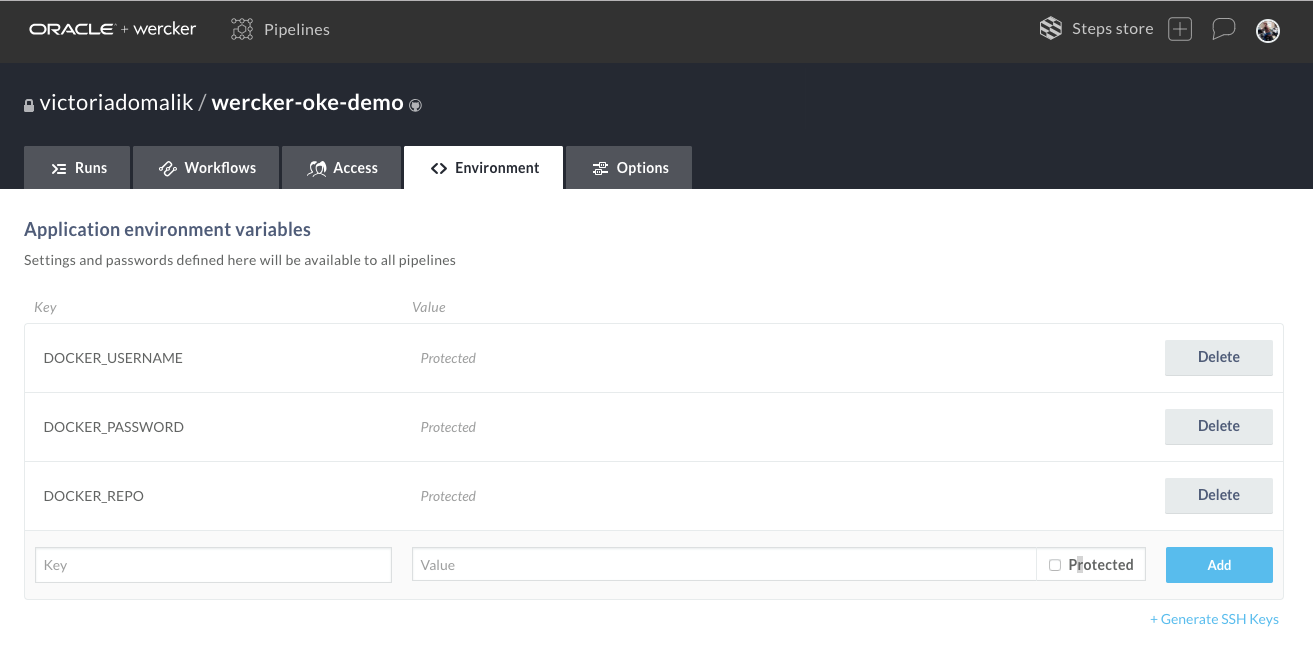 ORACLE + wercker Pipelines Steps store
victoriadomalik / wercker-oke-demo
Runs Workflows Access Environment Options
Application environment variables
Settings and passwords defined here will be available to all pipelines
Key Value
DOCKER_USERNAME Protected Delete
DOCKER_PASSWORD Protected Delete
DOCKER_REPO Protected Delete
Key Value Protected Add
+ Generate SSH Keys